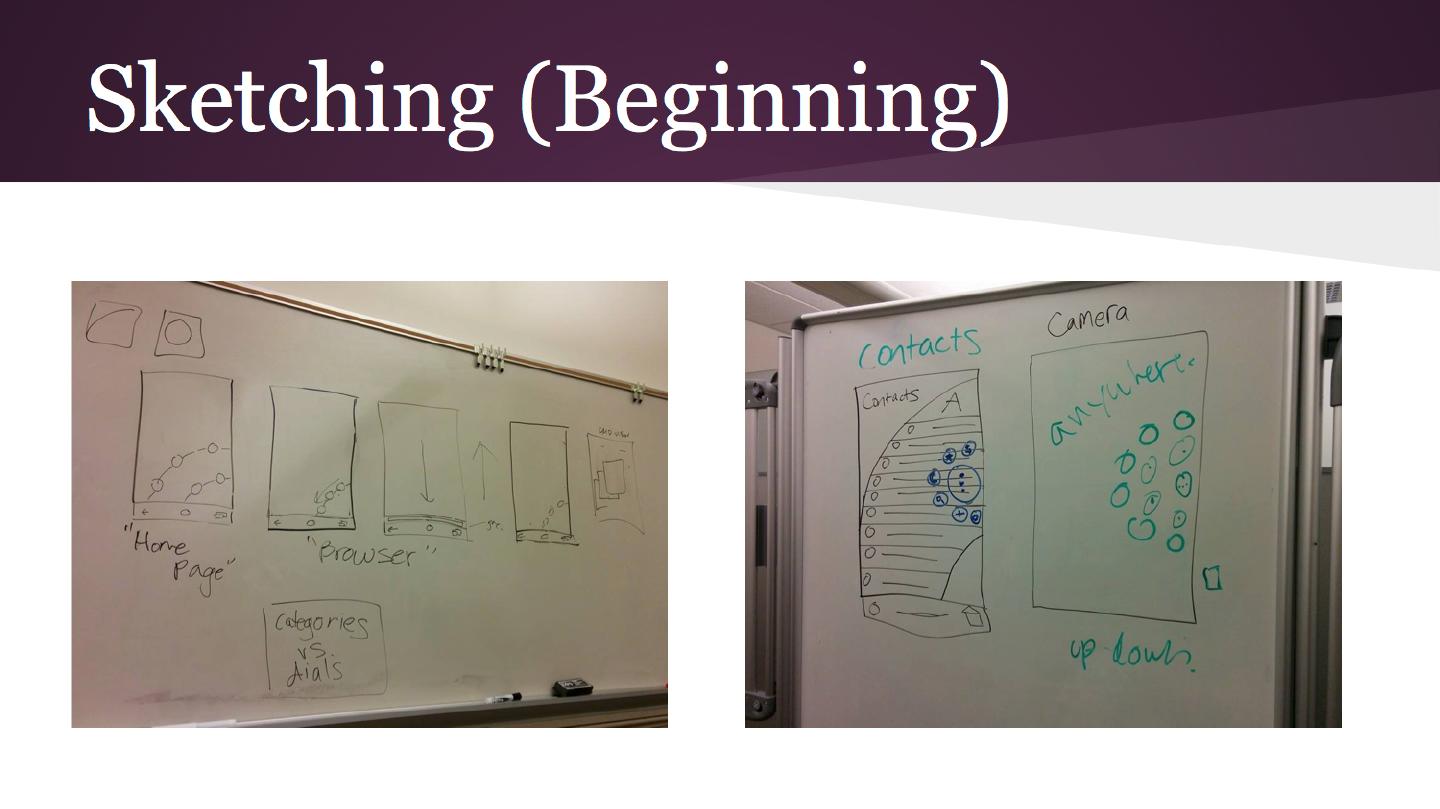 Sketching (Beginning)
"Home
Page"
"Browser"
Categories
vs.
dials
Contacts
Camera
Contacts
A
anywhere.
up down.